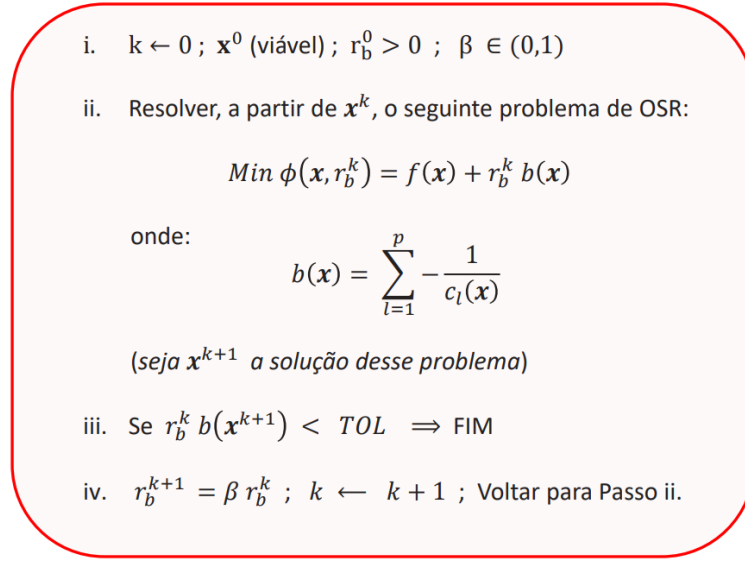 i. k ← 0 ; x⁰ (viável) ; r_b^0 > 0 ; β ∈ (0,1)
ii. Resolver, a partir de x^k, o seguinte problema de OSR:
Min ϕ(x, r_b^k) = f(x) + r_b^k b(x)
onde:
b(x) = ∑_{l=1}^{p} − 1/c_l(x)
(seja x^{k+1} a solução desse problema)
iii. Se r_b^k b(x^{k+1}) < TOL ⟹ FIM
iv. r_b^{k+1} = β r_b^k ; k ← k + 1 ; Voltar para Passo ii.